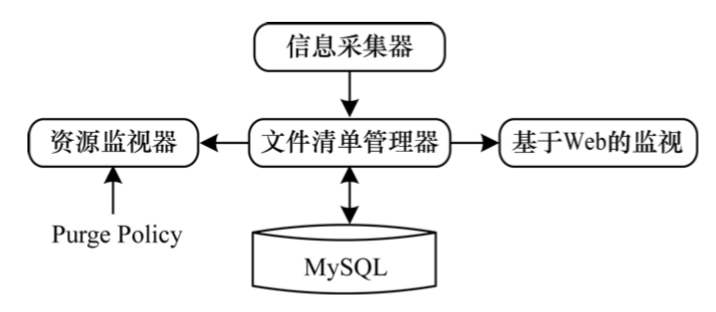 信息采集器
资源监视器
文件清单管理器
基于Web的监视
Purge Policy
MySQL